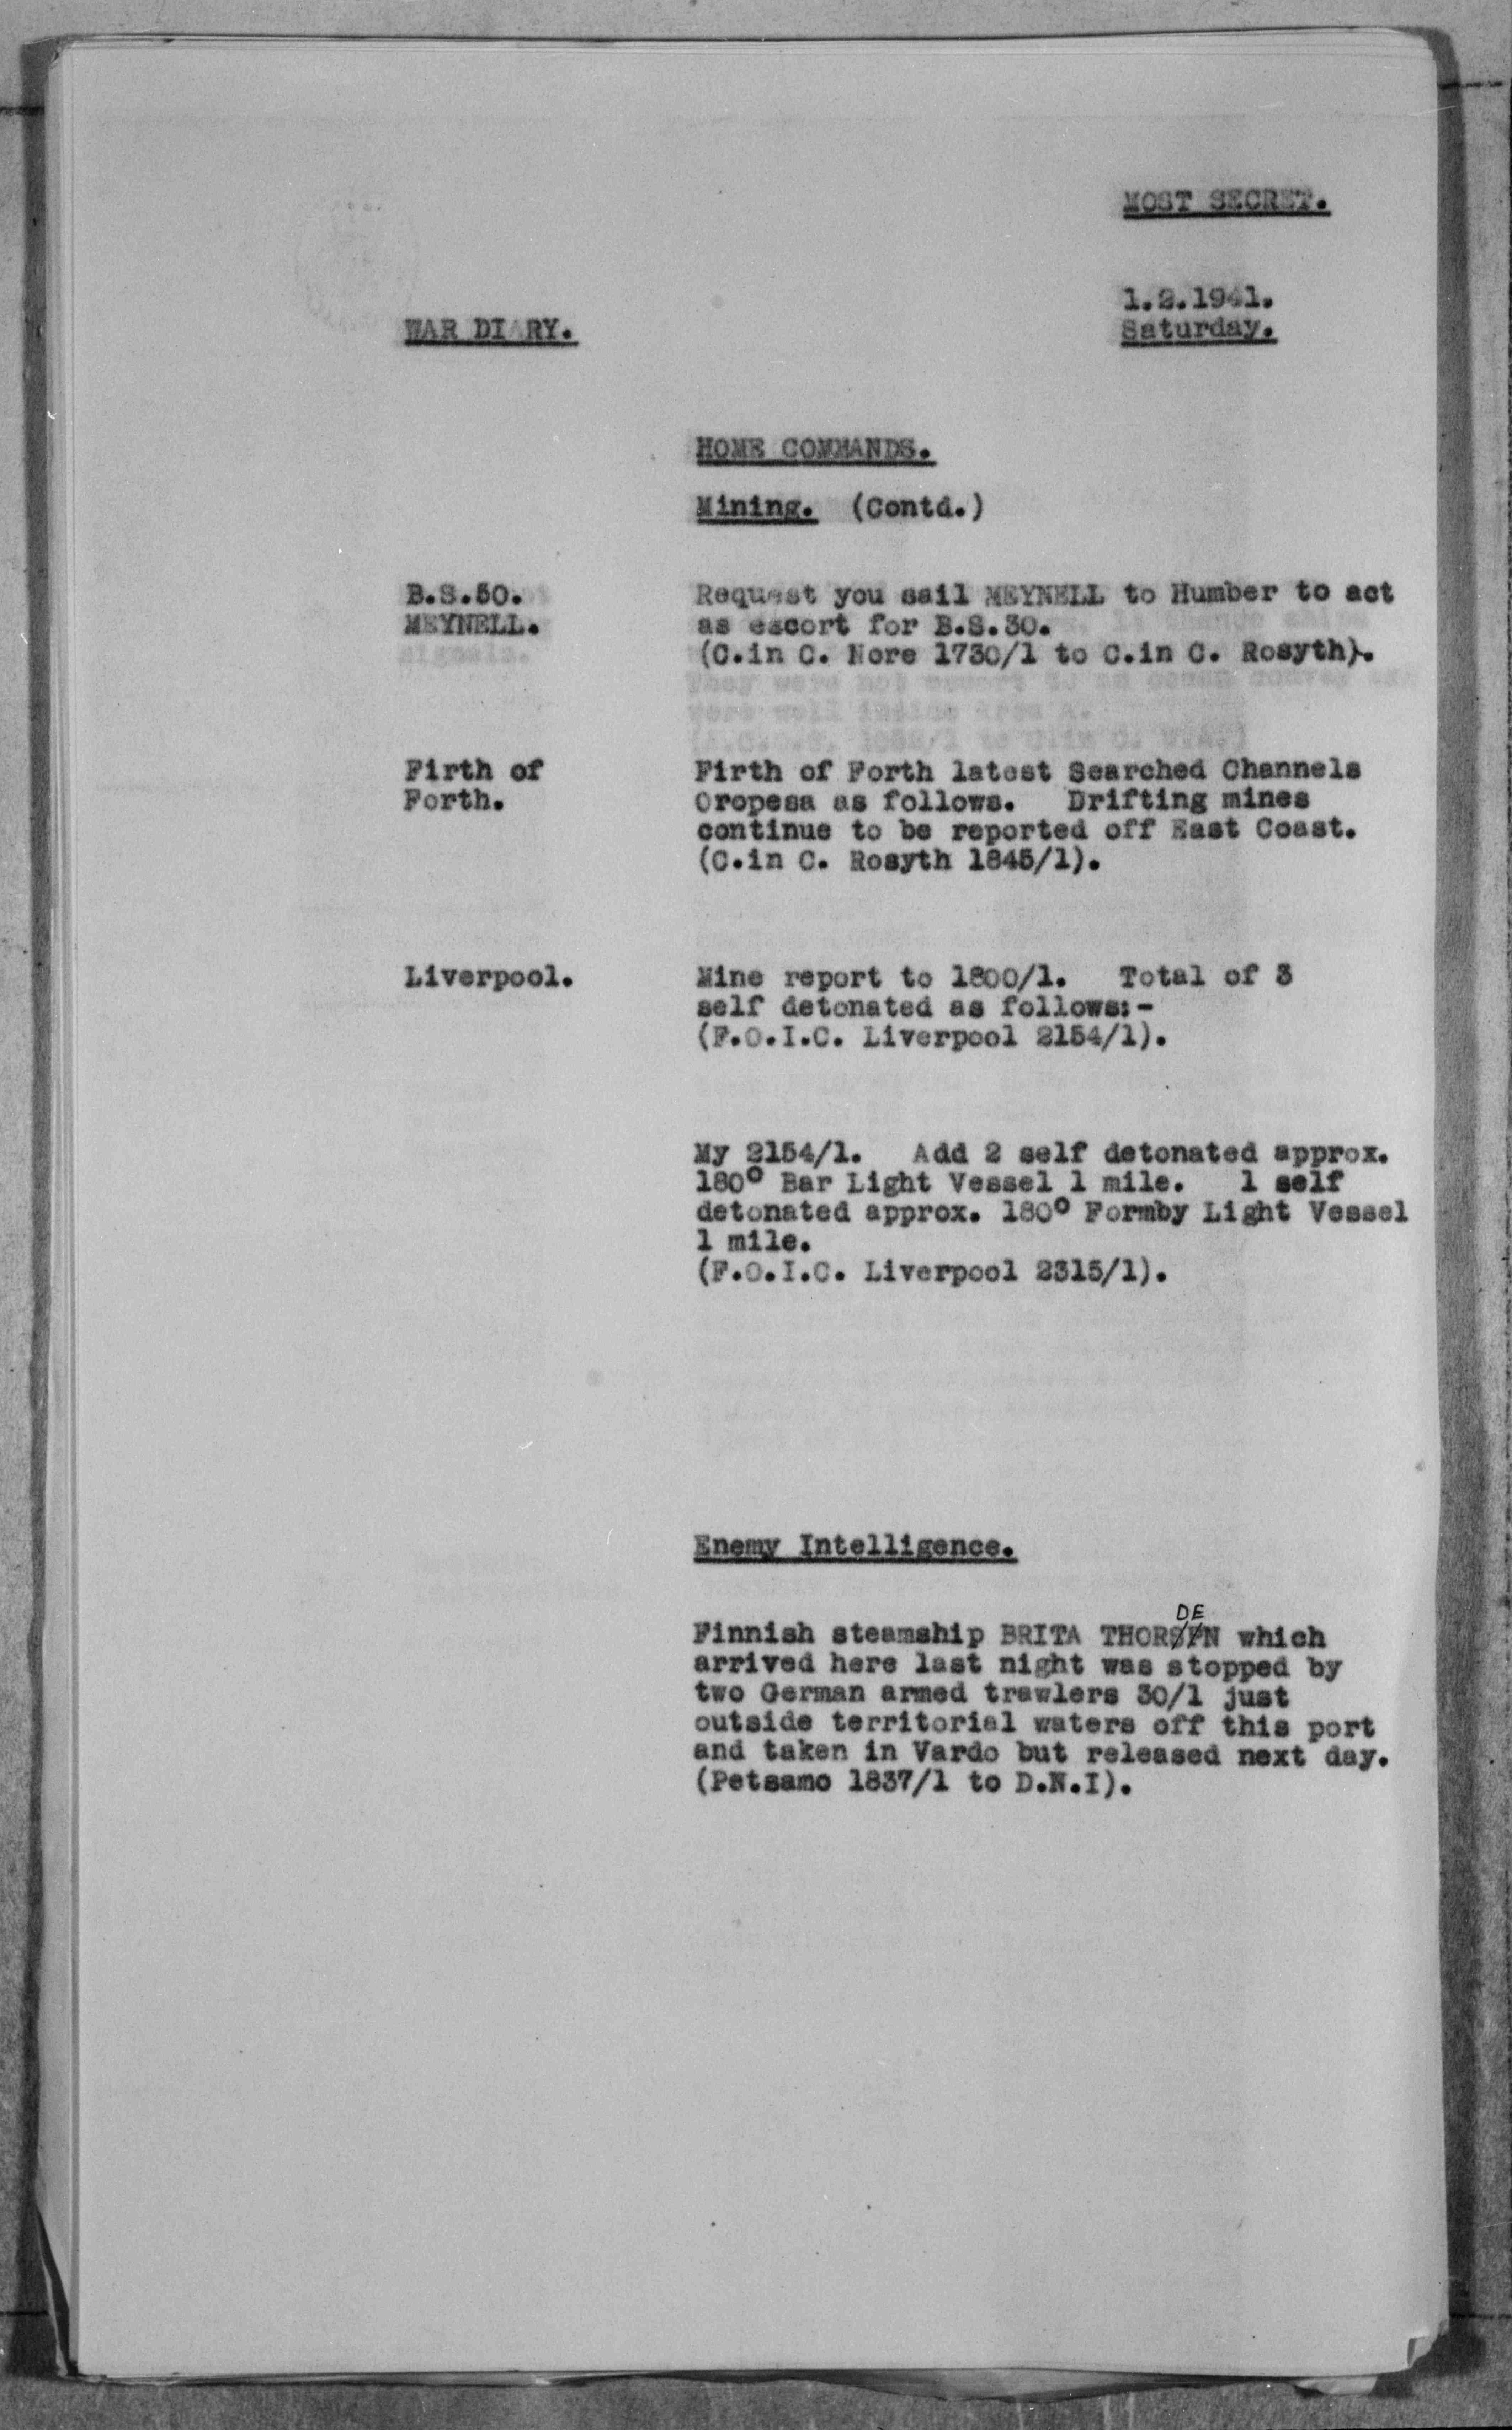 MOST SECRET.
1.2.1941.
WAR DIARY.
Saturday.
HOME COMMANDS.
Mining. (Contd.)
B.S.50.
MEYNELL.
Request you sail MEYNELL to Humber to act
as escort for B.S.30.
(C.in C. Nore 1730/1 to C.in C. Rosyth).
Firth of
Forth.
Firth of Forth latest Searched Channels
Oropesa as follows. Drifting mines
continue to be reported off East Coast.
(C.in C. Rosyth 1845/1).
Liverpool.
Mine report to 1800/1. Total of 3
self detonated as follows:-
(F.O.I.C. Liverpool 2154/1).
My 2154/1. Add 2 self detonated approx.
180° Bar Light Vessel 1 mile. 1 self
detonated approx. 180° Formby Light Vessel
1 mile.
(F.O.I.C. Liverpool 2315/1).
Enemy Intelligence.
Finnish steamship BRITA THORDEN which
arrived here last night was stopped by
two German armed trawlers 30/1 just
outside territorial waters off this port
and taken in Vardo but released next day.
(Petsamo 1837/1 to D.N.I).